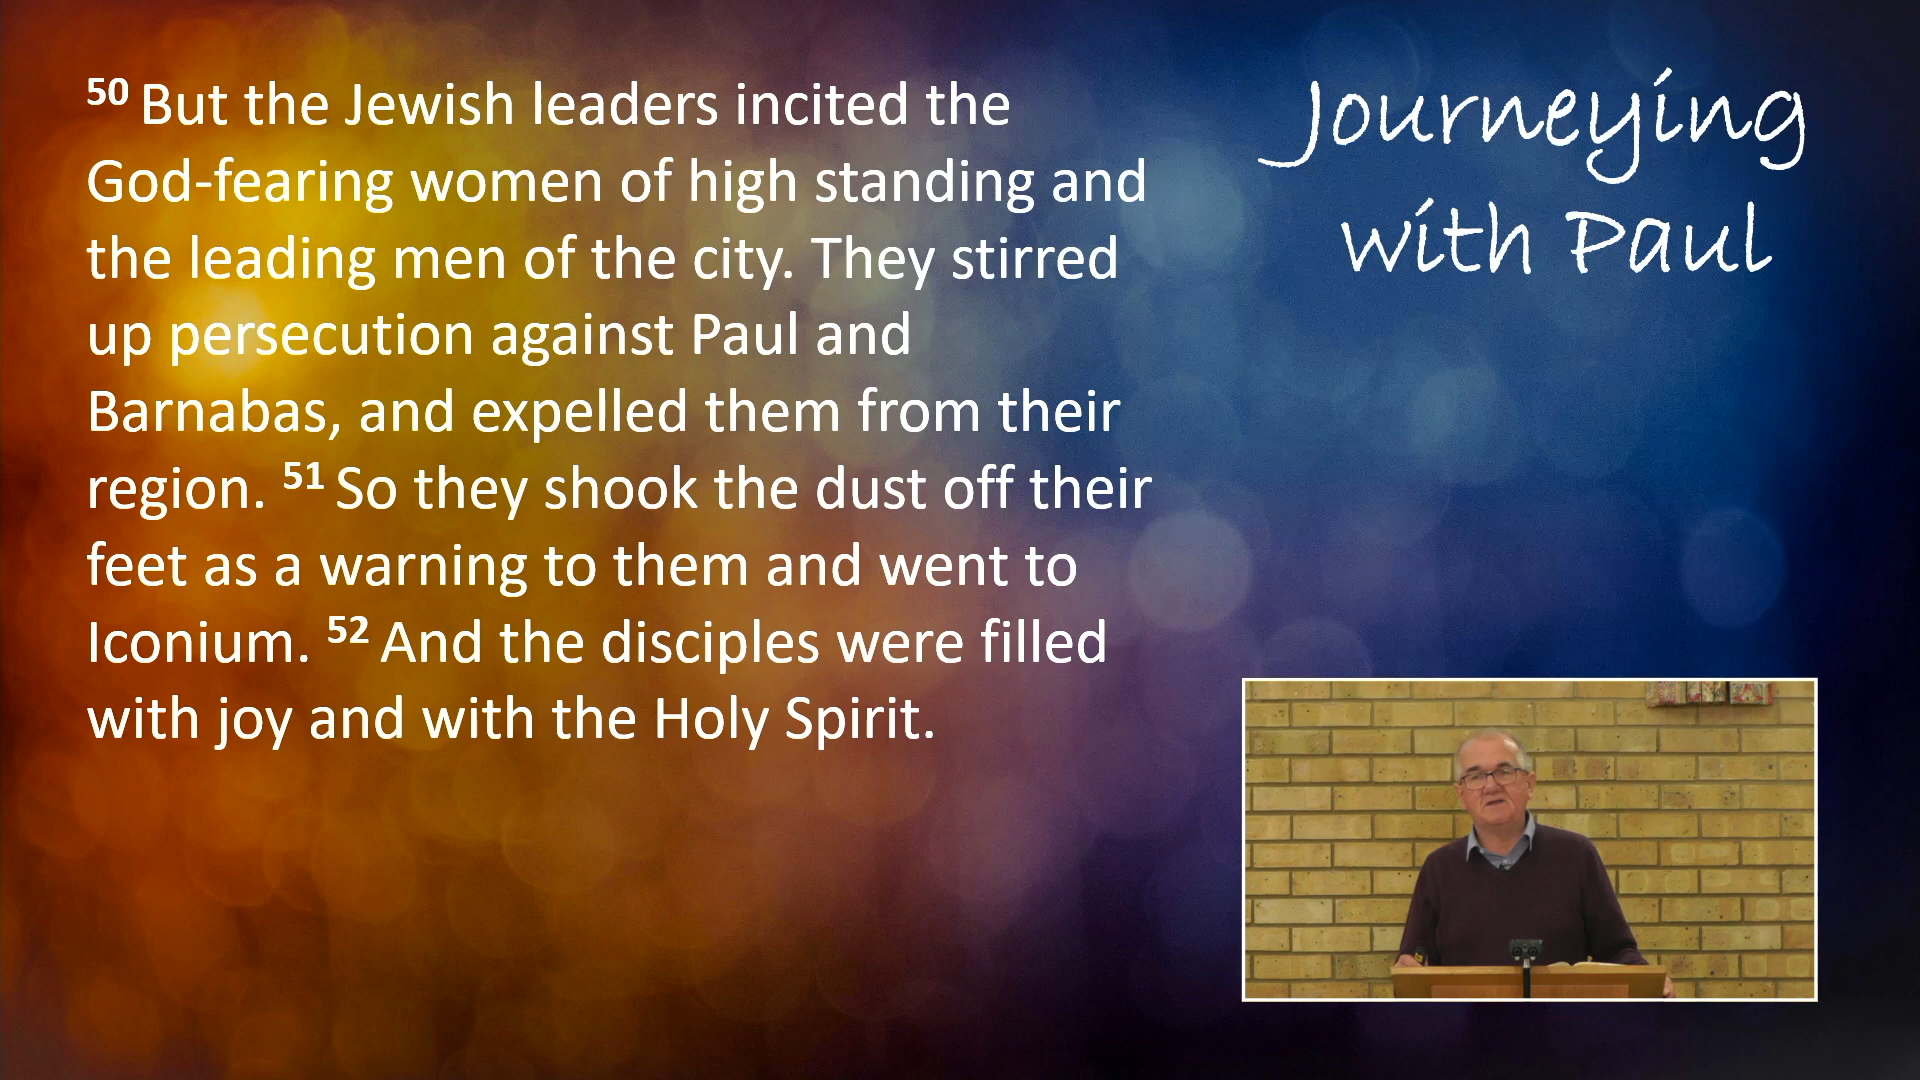 50 But the Jewish leaders incited the
God-fearing women of high standing and
the leading men of the city. They stirred
up persecution against Paul and
Barnabas, and expelled them from their
region. 51 So they shook the dust off their
feet as a warning to them and went to
Iconium. 52 And the disciples were filled
with joy and with the Holy Spirit.
Journeying
with Paul